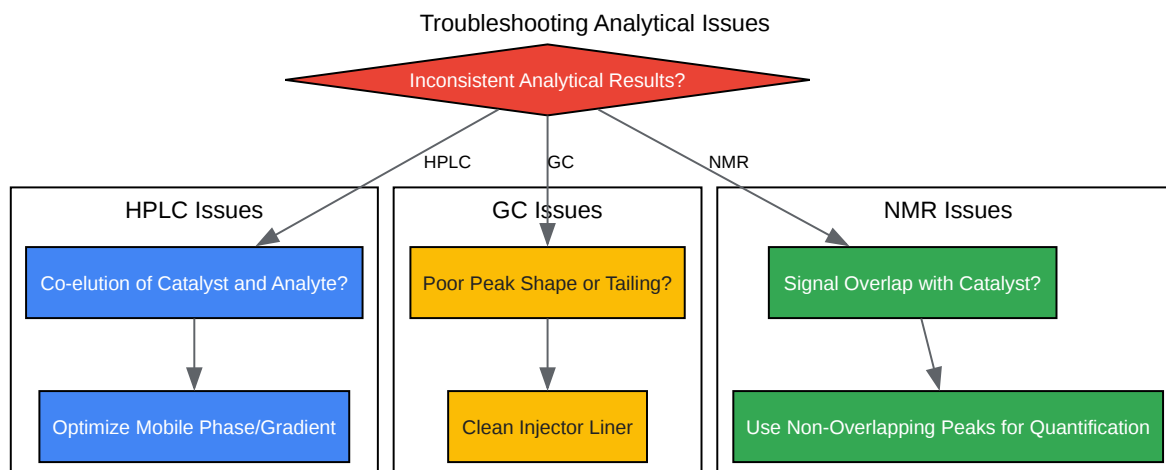 Troubleshooting Analytical Issues
Inconsistent Analytical Results?
HPLC
GC
NMR
HPLC Issues
GC Issues
NMR Issues
Co-elution of Catalyst and Analyte?
Poor Peak Shape or Tailing?
Signal Overlap with Catalyst?
Optimize Mobile Phase/Gradient
Clean Injector Liner
Use Non-Overlapping Peaks for Quantification